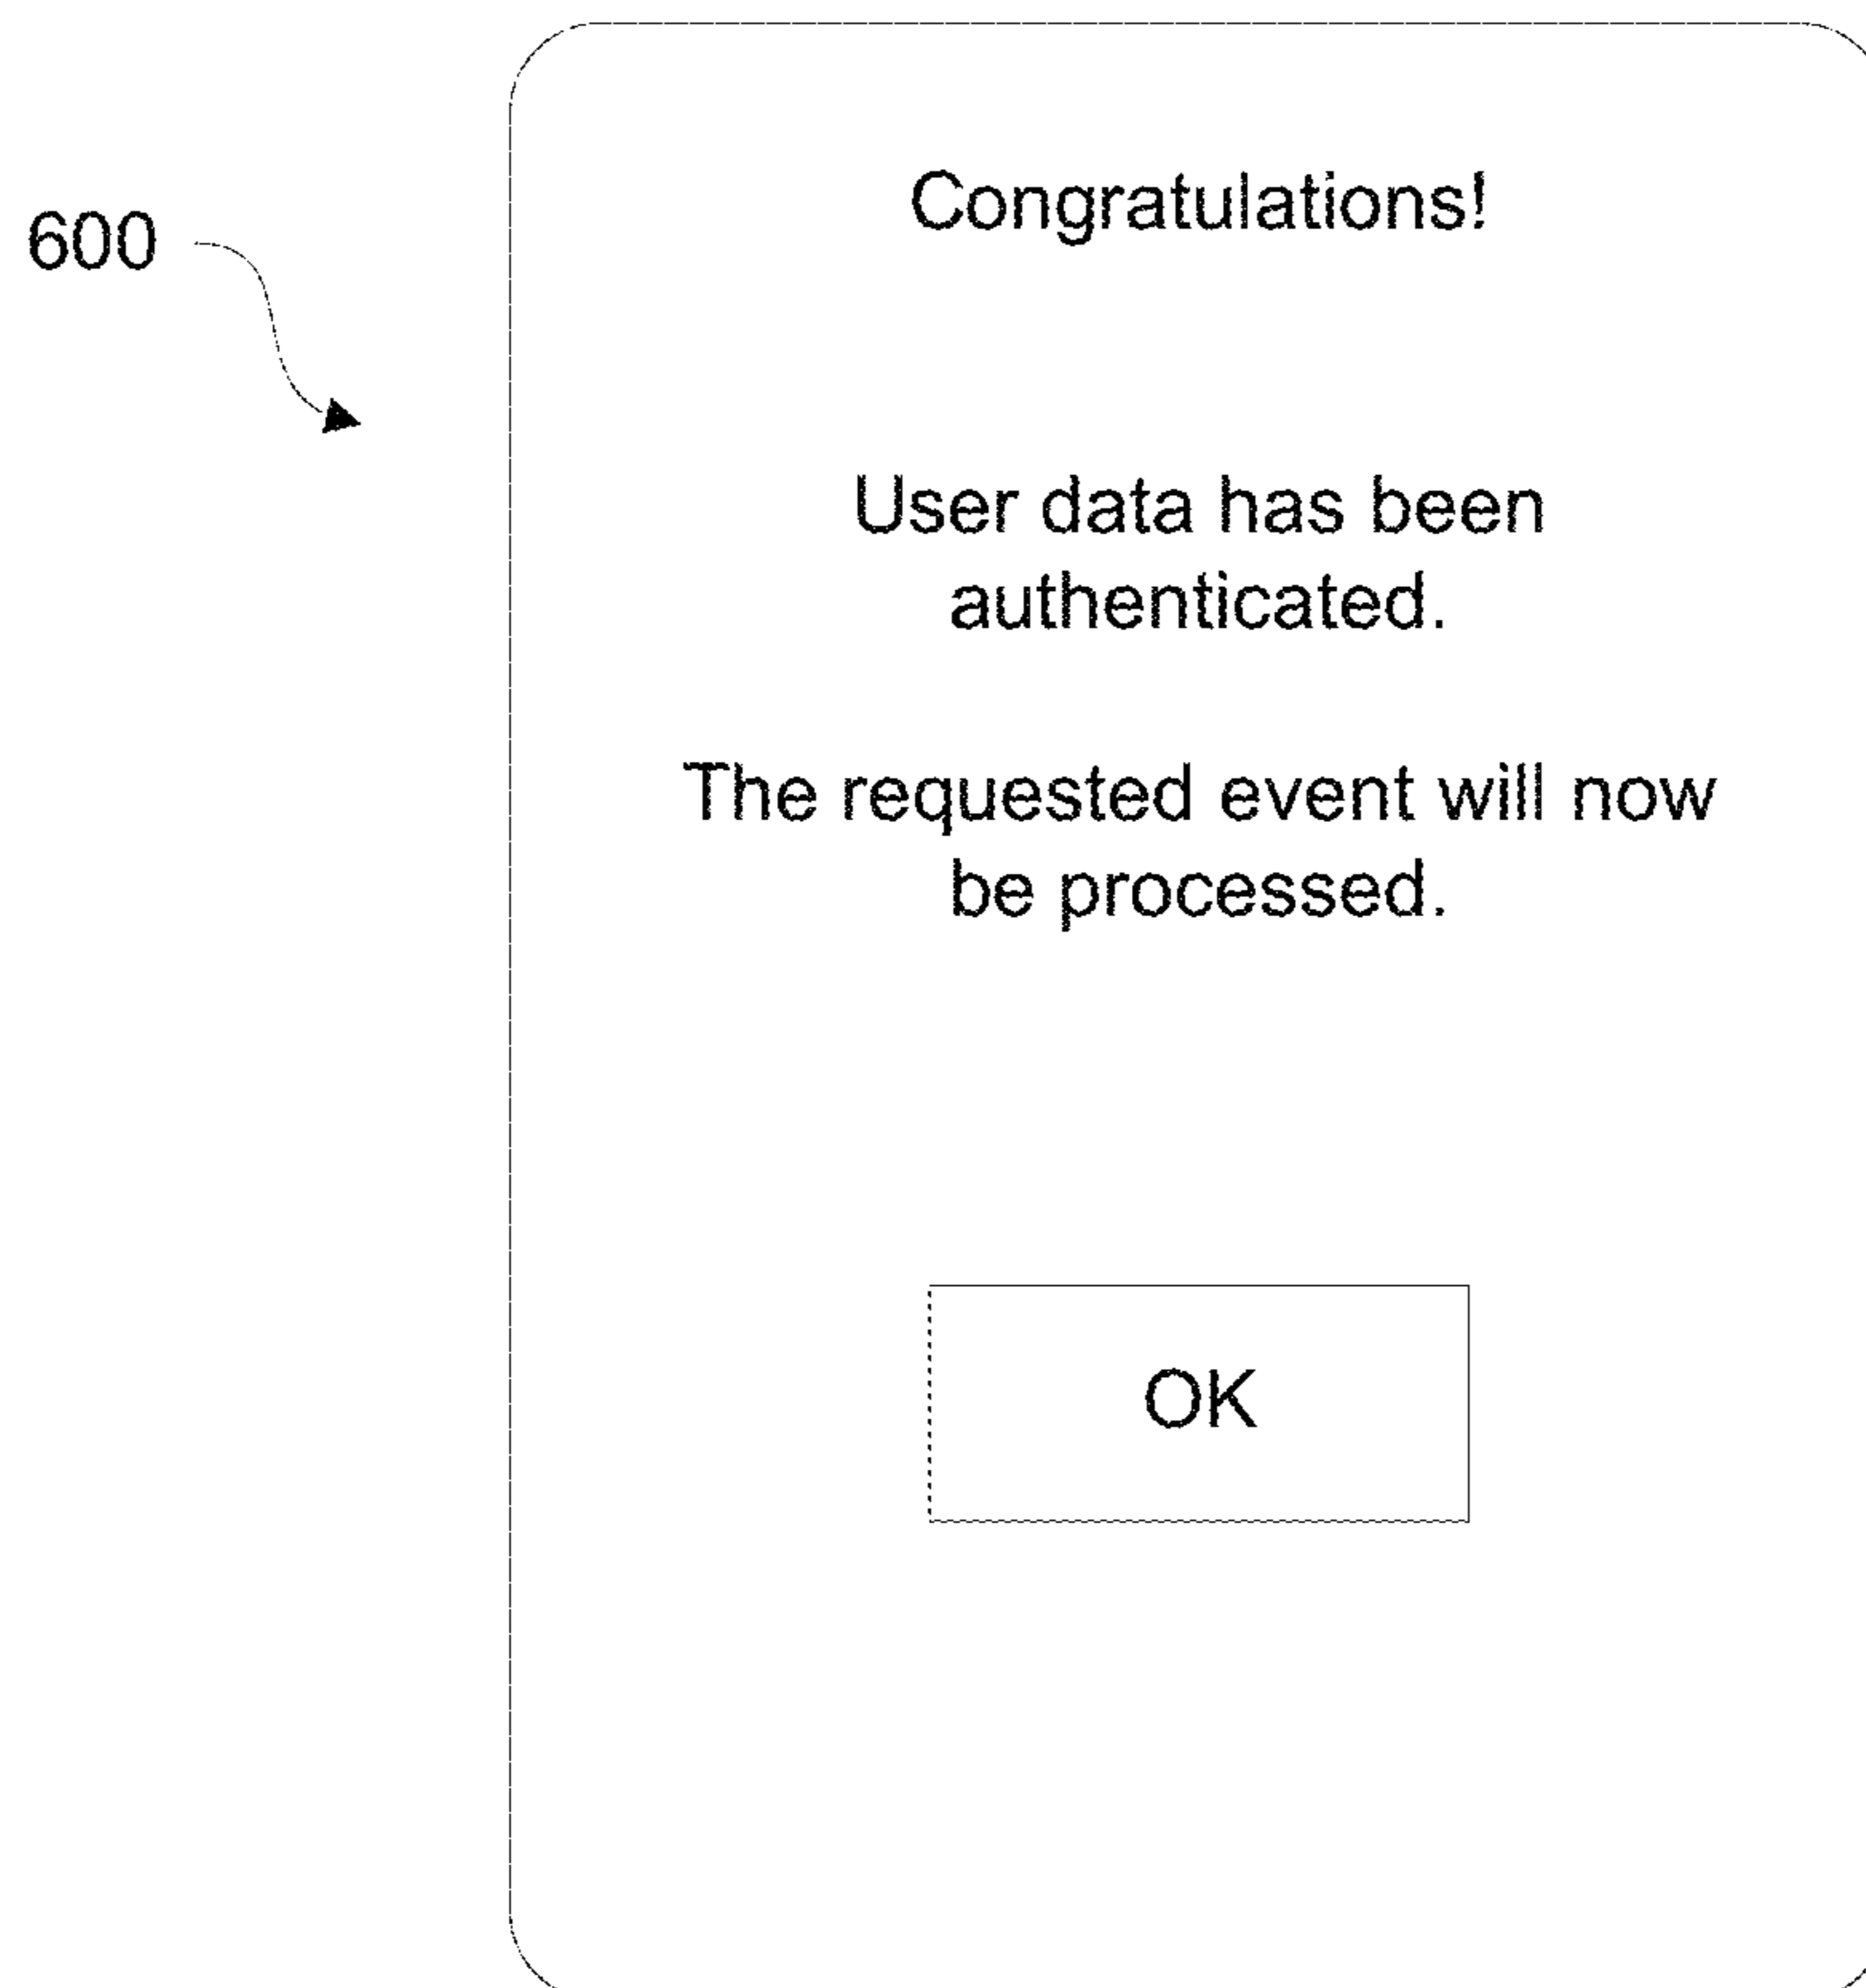 600
Congratulations!
User data has been
authenticated.
The requested event will now
be processed.
OK